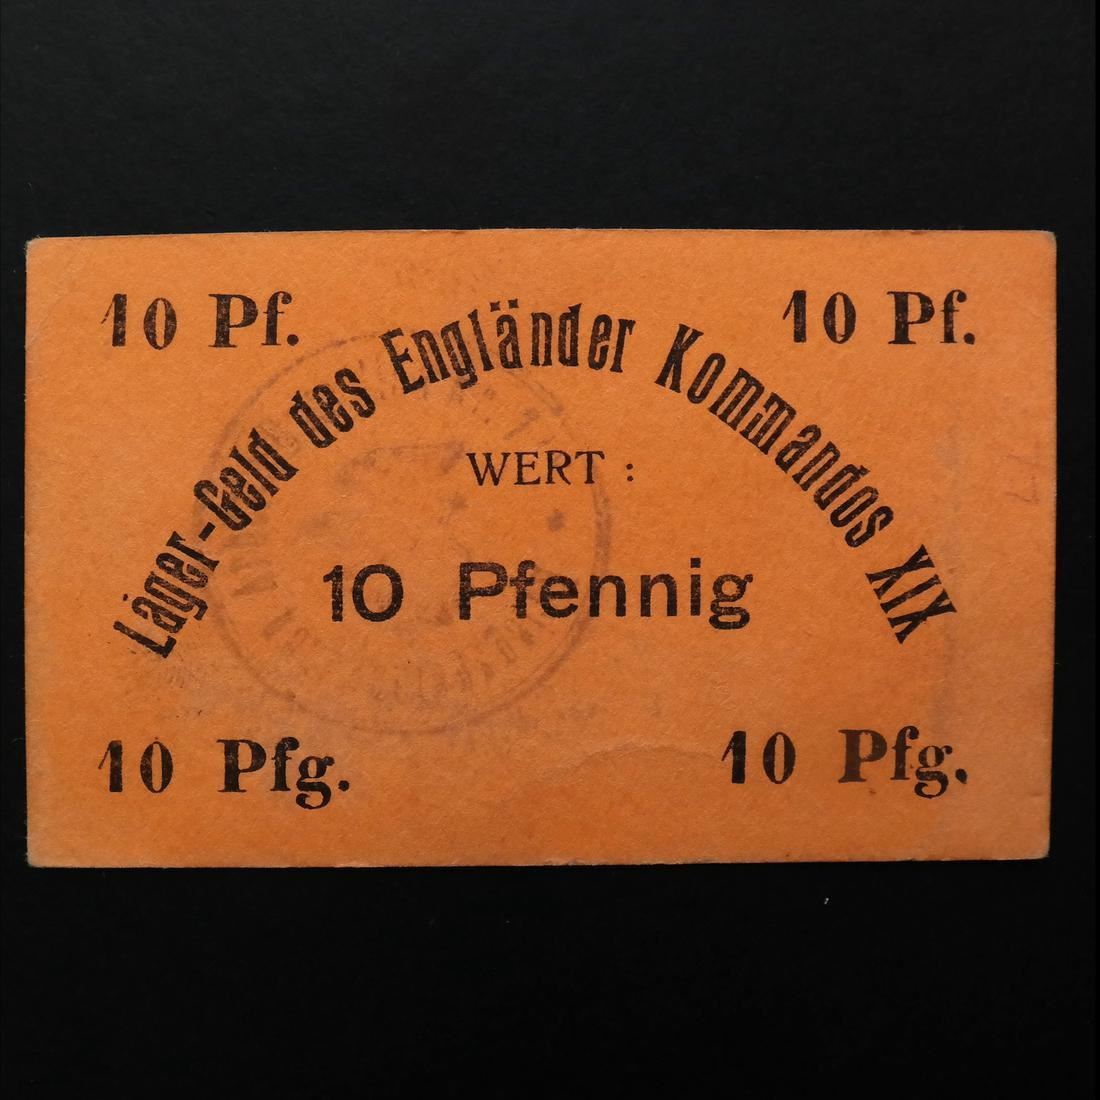 10 Pf. 10 Pf.
Lager-Geld des Engländer Kommandos XIX
WERT :
10 Pfennig
10 Pfg. 10 Pfg.